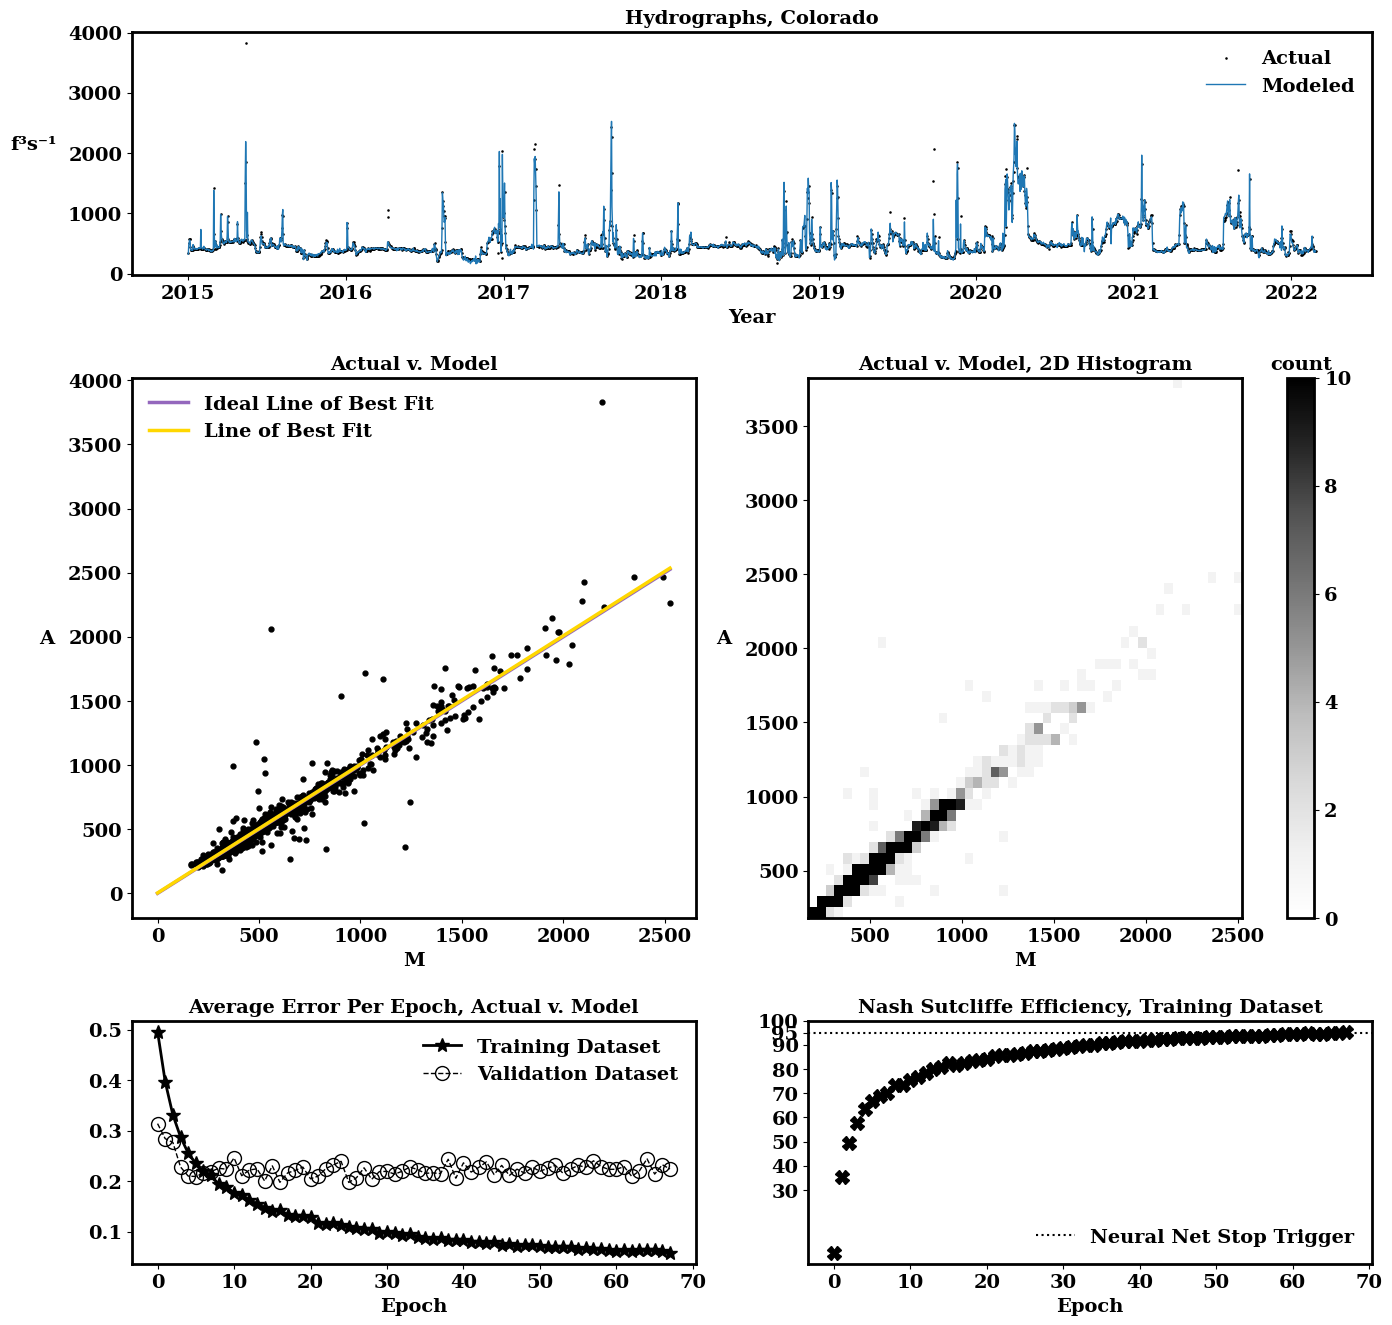 Hydrographs, Colorado
4000
3000
2000
1000
0
f³s⁻¹
Actual
Modeled
2015 2016 2017 2018 2019 2020 2021 2022
Year
Actual v. Model
4000
3500
3000
2500
2000
1500
1000
500
0
A
Ideal Line of Best Fit
Line of Best Fit
0 500 1000 1500 2000 2500
M
Actual v. Model, 2D Histogram
3500
3000
2500
2000
1500
1000
500
A
500 1000 1500 2000 2500
M
count
10
8
6
4
2
0
Average Error Per Epoch, Actual v. Model
0.5
0.4
0.3
0.2
0.1
Training Dataset
Validation Dataset
0 10 20 30 40 50 60 70
Epoch
Nash Sutcliffe Efficiency, Training Dataset
100
95
90
80
70
60
50
40
30
Neural Net Stop Trigger
0 10 20 30 40 50 60 70
Epoch